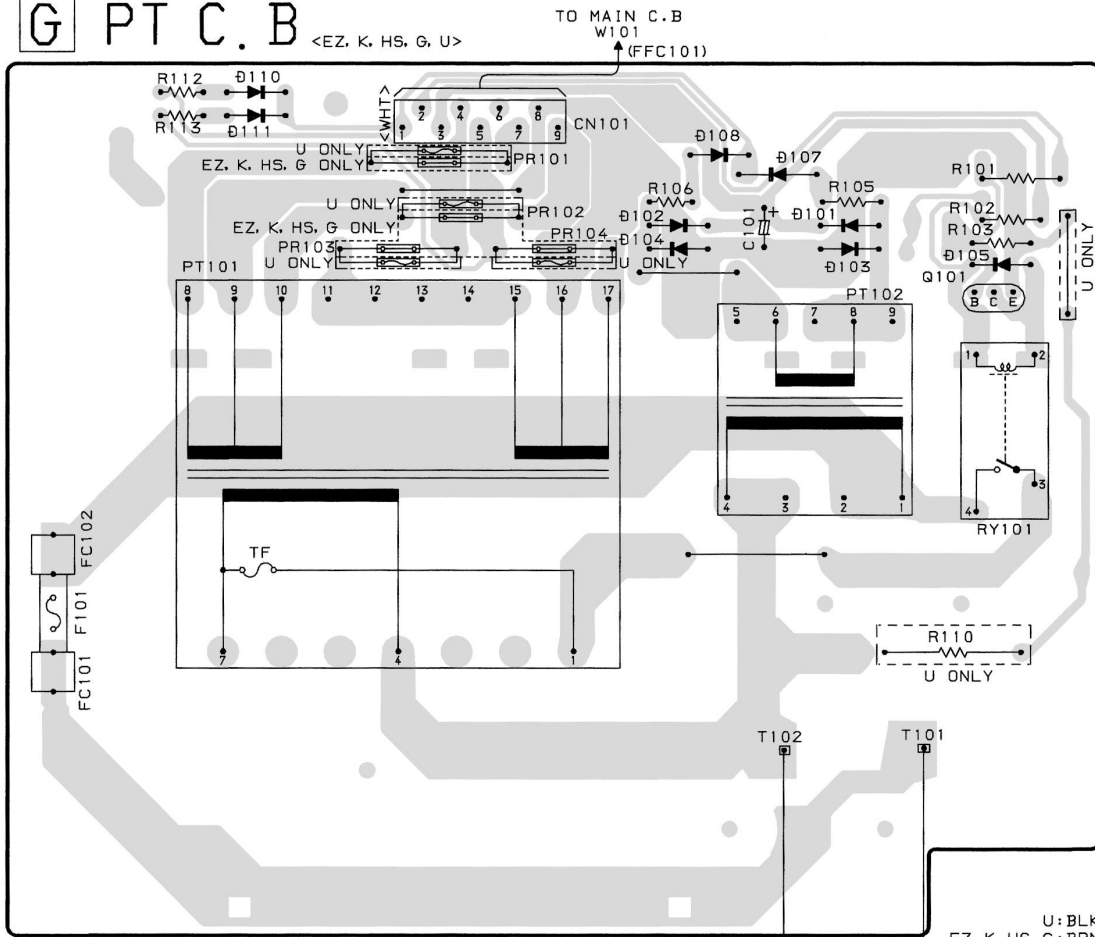 G PT C.B <EZ, K, HS, G, U>
TO MAIN C.B
W101
(FFC101)
R112 D110
R113 D111
<WHT>
2 4 6 8
1 3 5 7 9
CN101
U ONLY
EZ, K, HS, G ONLY
PR101
U ONLY
EZ, K, HS, G ONLY
PR102
PR103
U ONLY
PR104
U ONLY
D108
D107
R106
D102
D104
C101
+
R105
D101
D103
R101
R102
R103
D105
Q101
B C E
U ONLY
PT101
8 9 10 11 12 13 14 15 16 17
PT102
5 6 7 8 9
4 3 2 1
1 2
3
4
RY101
TF
7 4 1
FC102
F101
FC101
R110
U ONLY
T102
T101
U:BLK
EZ, K, HS, G:BRN